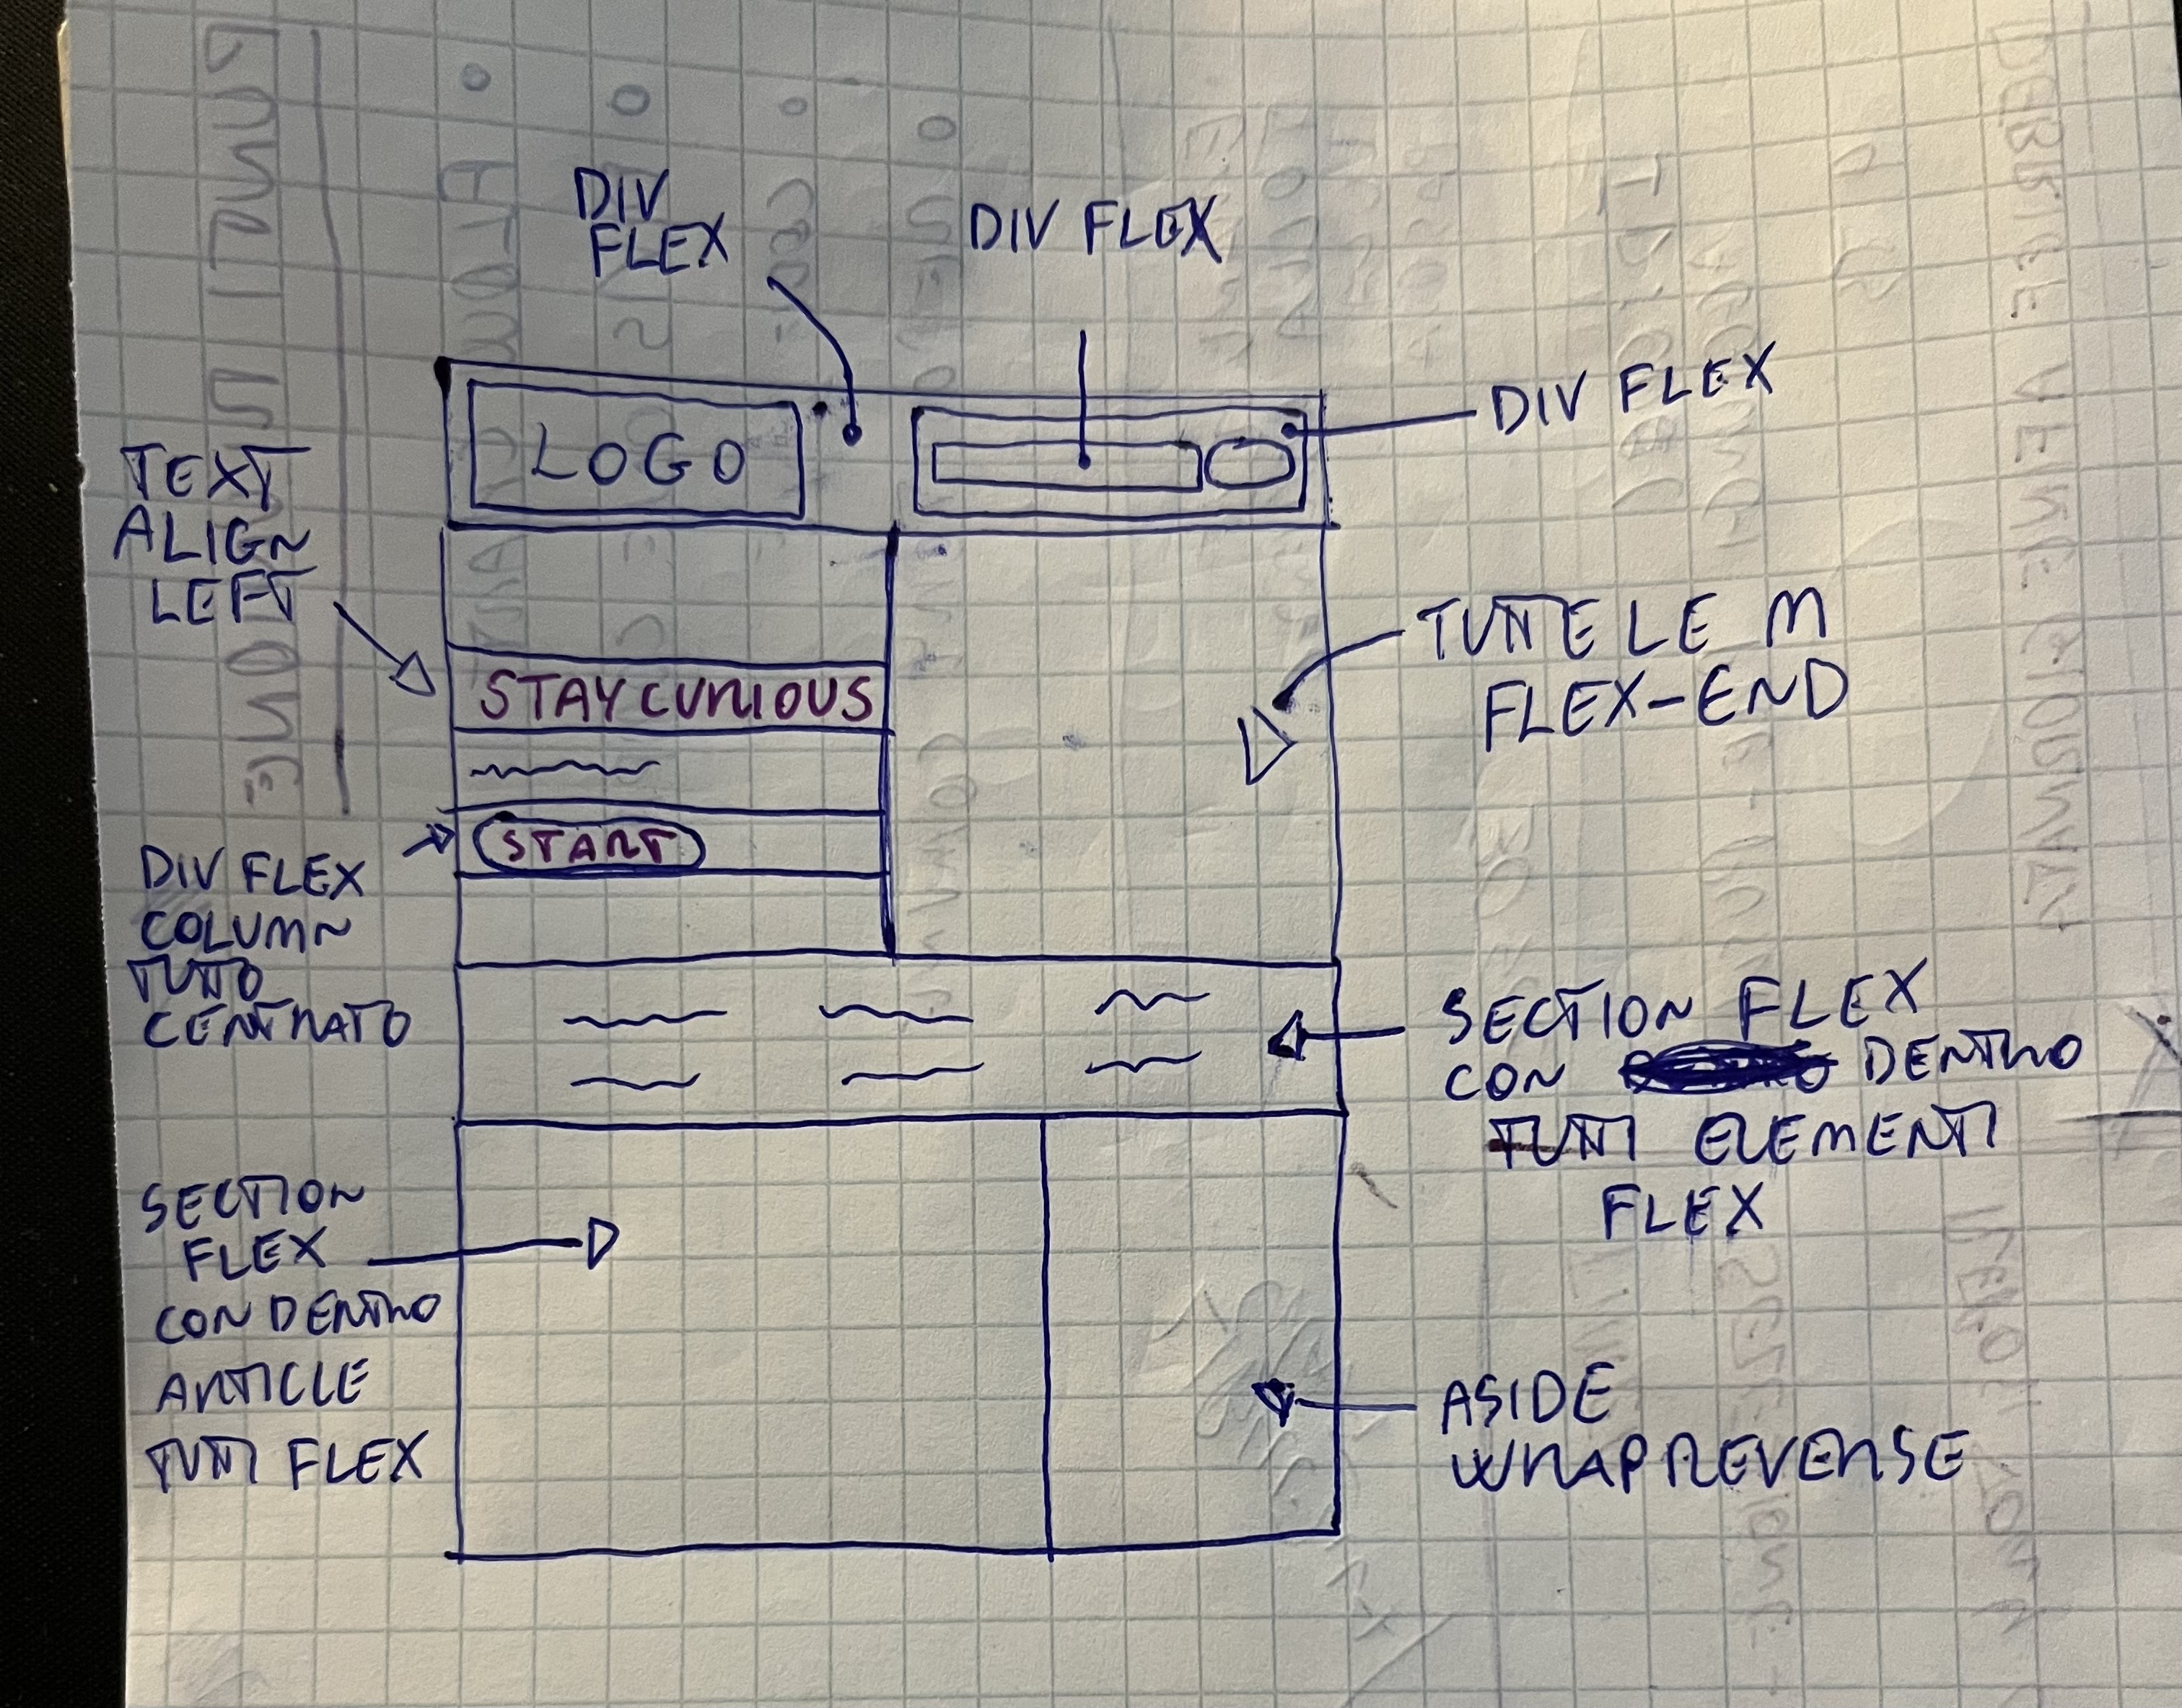 DIV
FLEX
DIV FLEX
DIV FLEX
LOGO
TEXT
ALIGN
LEFT
STAY CURIOUS
START
TUTTE LE M
FLEX-END
DIV FLEX
COLUMN
TUTTO
CENTRATO
SECTION FLEX
CON DENTRO
TUTTI ELEMENTI
FLEX
SECTION
FLEX
CON DENTRO
ARTICLE
TUTTI FLEX
ASIDE
WRAP REVERSE